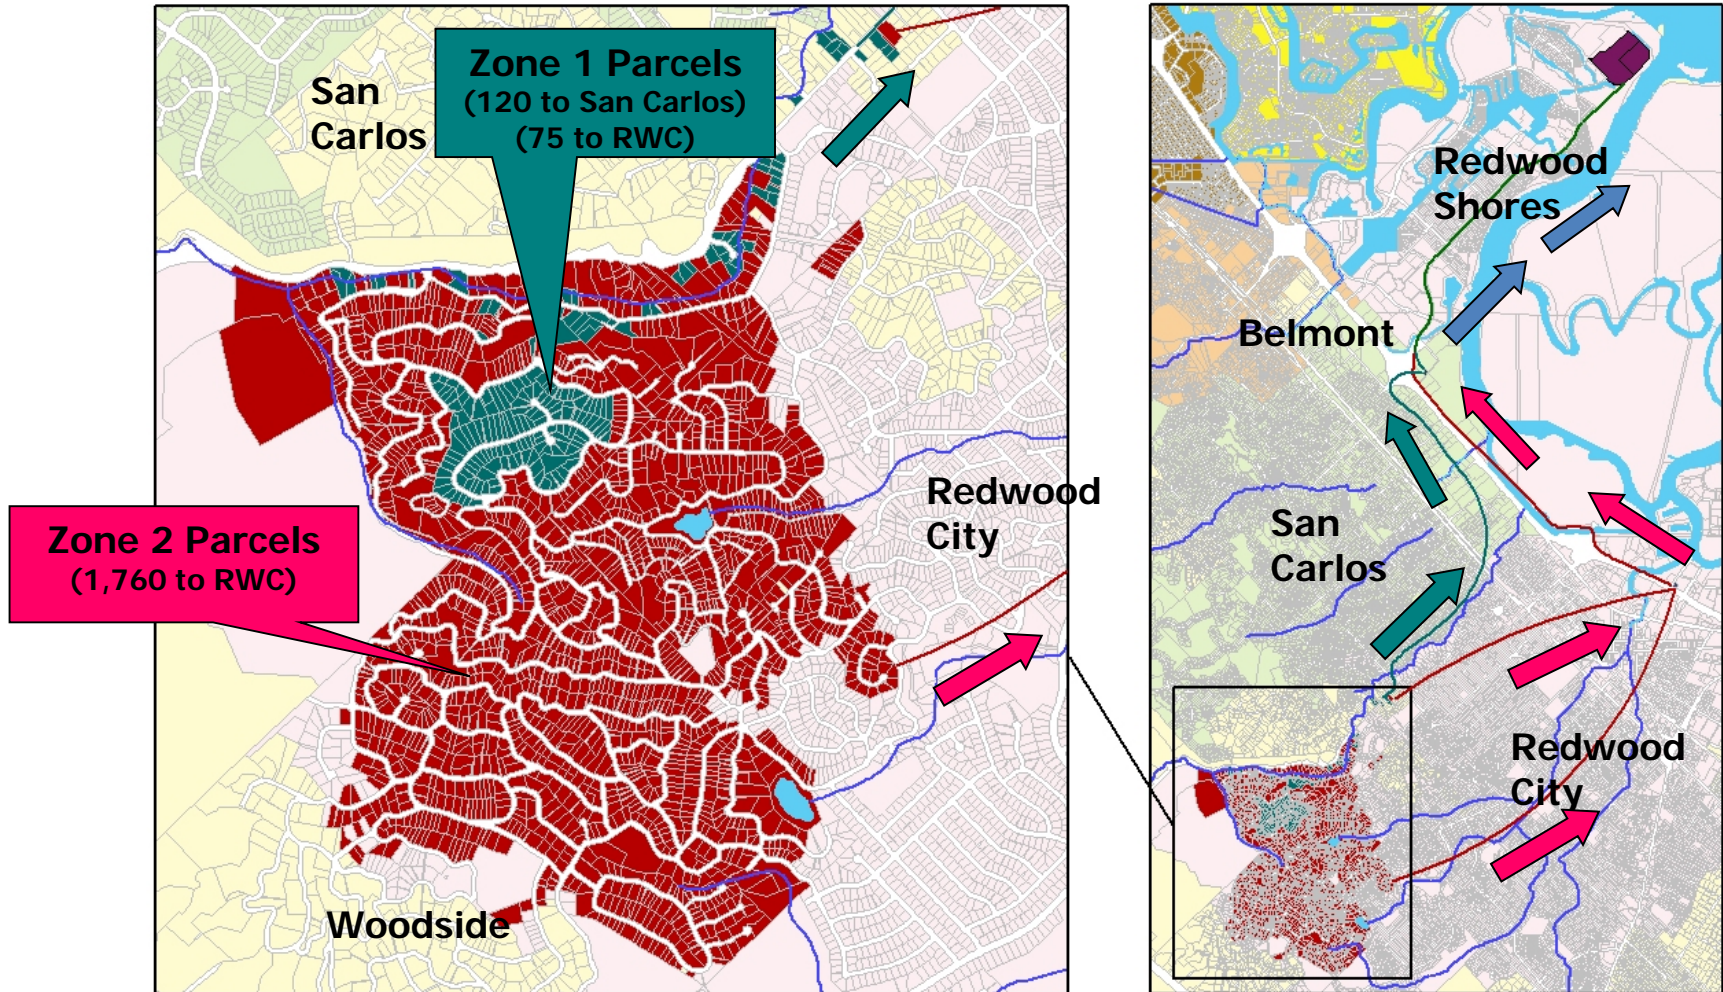 San
Carlos
Zone 1 Parcels
(120 to San Carlos)
(75 to RWC)
Redwood
City
Zone 2 Parcels
(1,760 to RWC)
Woodside
Redwood
Shores
Belmont
San
Carlos
Redwood
City